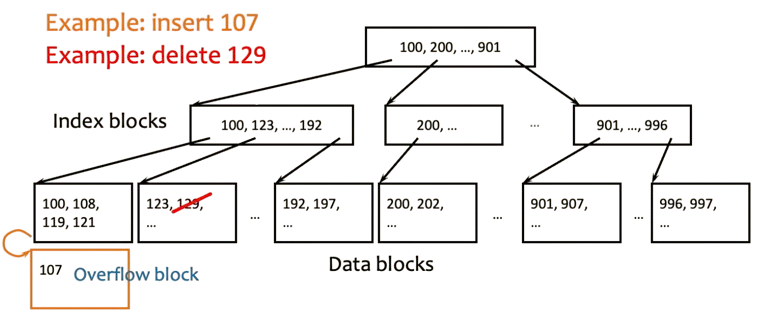 Example: insert 107
Example: delete 129
100, 200, ..., 901
Index blocks
100, 123, ..., 192
200, ...
...
901, ..., 996
100, 108,
119, 121
123, 129,
...
...
192, 197,
...
200, 202,
...
...
901, 907,
...
...
996, 997,
...
107
Overflow block
Data blocks